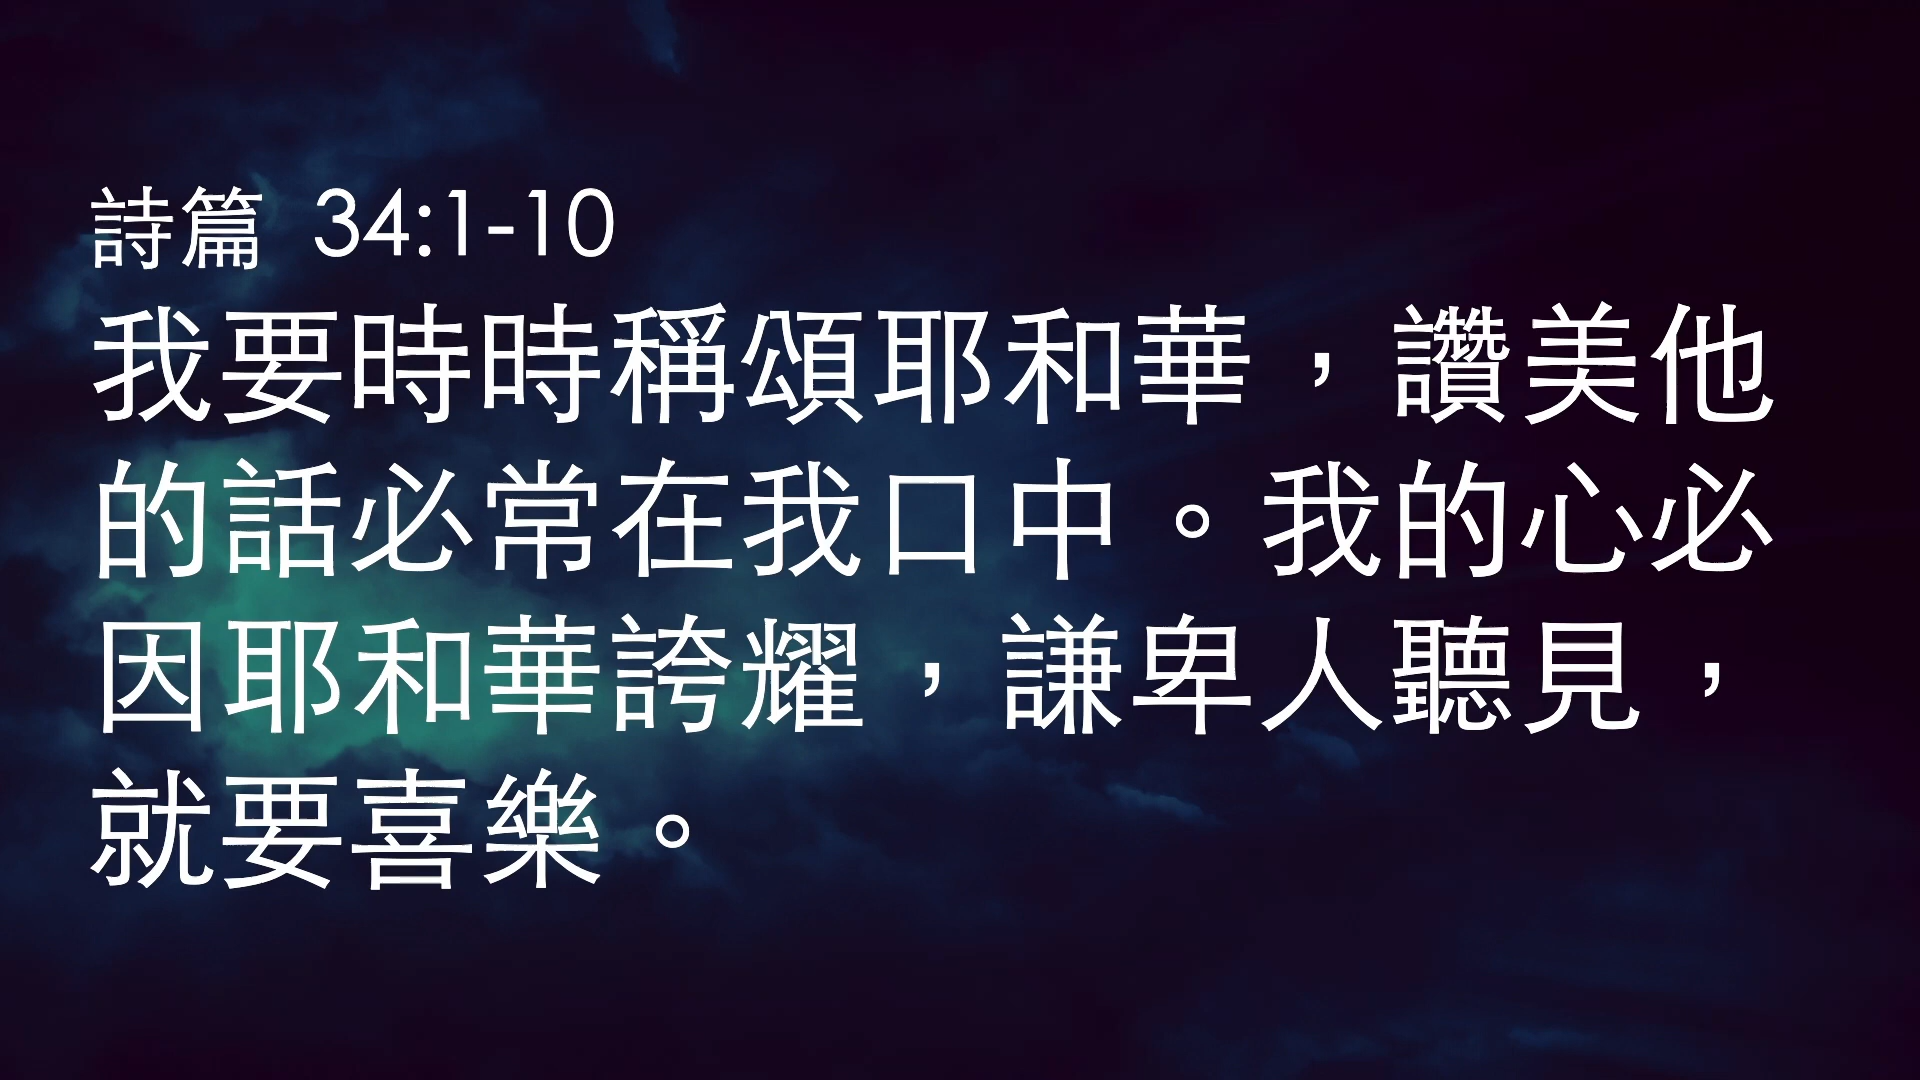 詩篇 34:1-10
我要時時稱頌耶和華，讚美他
的話必常在我口中。我的心必
因耶和華誇耀，謙卑人聽見，
就要喜樂。